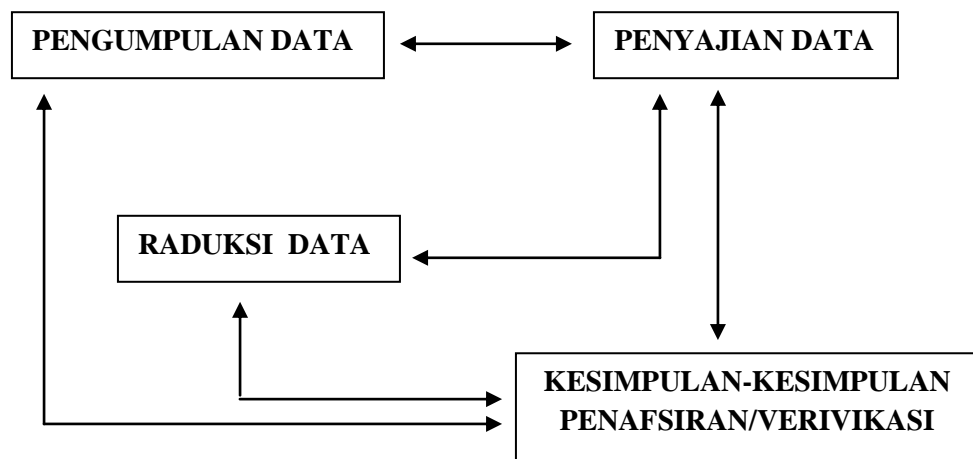 PENGUMPULAN DATA
PENYAJIAN DATA
RADUKSI DATA
KESIMPULAN-KESIMPULAN
PENAFSIRAN/VERIVIKASI